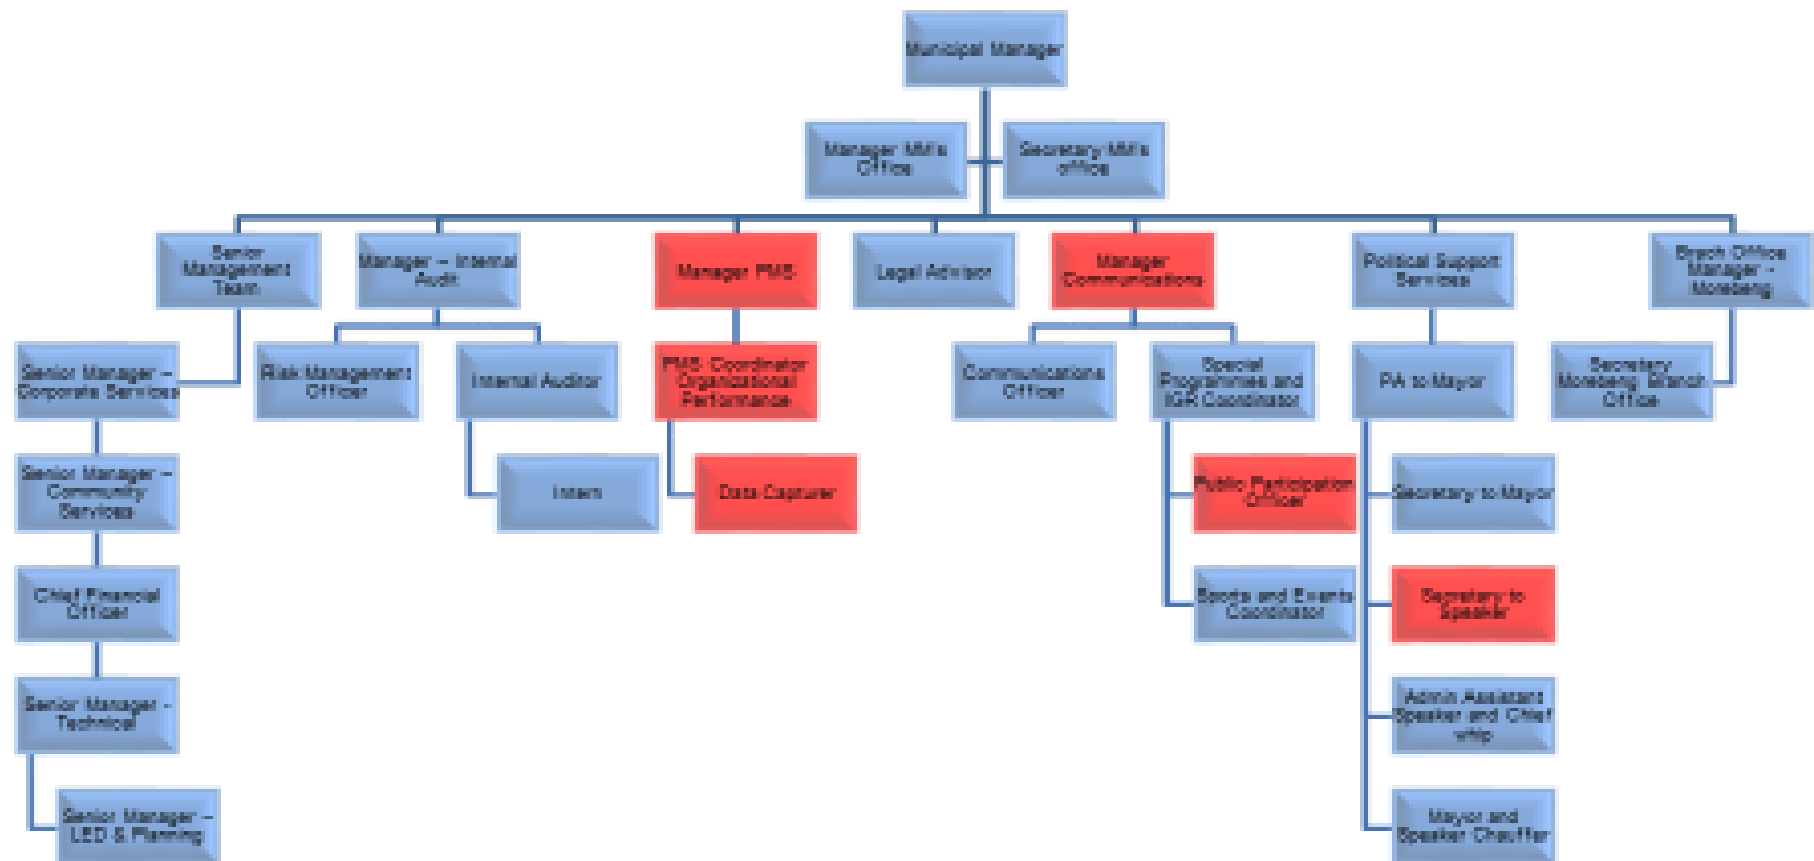 Municipal Manager
Manager MM's
Office
Secretary MM's
office
Senior
Management
Team
Manager – Internal
Audit
Manager PMS
Legal Advisor
Manager
Communications
Political Support
Services
Office
Manager -
Morebeng
Senior Manager –
Corporate Services
Risk Management
Officer
Internal Auditor
PMS Coordinator
Organizational
Performance
Communications
Officer
Special
Programmes and
IGR Coordinator
PA to Mayor
Secretary
Morebeng Branch
Office
Senior Manager –
Community
Services
Intern
Data Capturer
Public Participation
Officer
Secretary to Mayor
Chief Financial
Officer
Sports and Events
Coordinator
Secretary to
Speaker
Senior Manager -
Technical
Admin Assistant
Speaker and Chief
whip
Senior Manager –
LED & Planning
Mayor and
Speaker Chauffer